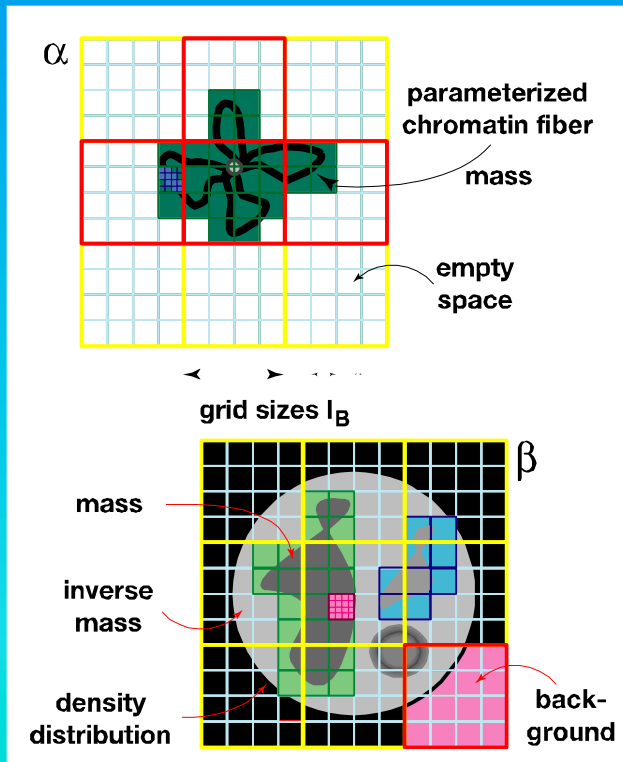 α
parameterized
chromatin fiber
mass
empty
space
grid sizes l_B
β
mass
inverse
mass
density
distribution
back-
ground